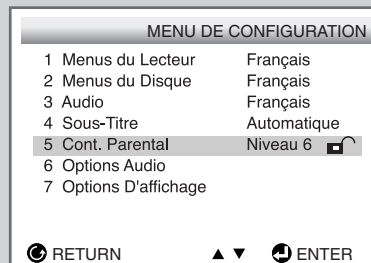 MENU DE CONFIGURATION
1 Menus du Lecteur Français
2 Menus du Disque Français
3 Audio Français
4 Sous-Titre Automatique
5 Cont. Parental Niveau 6
6 Options Audio
7 Options D'affichage
RETURN ▲ ▼ ENTER